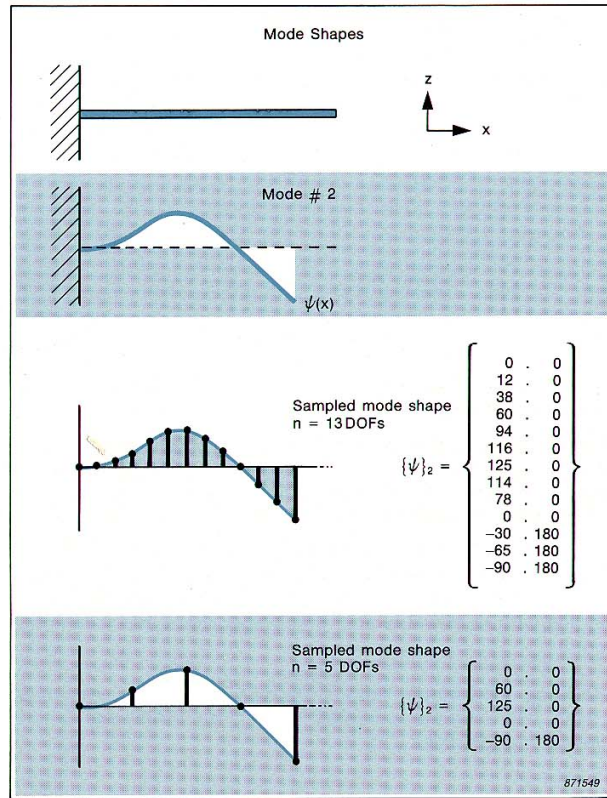 Mode Shapes
z
x
Mode # 2
ψ(x)
Sampled mode shape
n = 13 DOFs
{ψ}₂ =
0 . 0
12 . 0
38 . 0
60 . 0
94 . 0
116 . 0
125 . 0
114 . 0
78 . 0
0 . 0
−30 . 180
−65 . 180
−90 . 180
Sampled mode shape
n = 5 DOFs
{ψ}₂ =
0 . 0
60 . 0
125 . 0
0 . 0
−90 . 180
871549